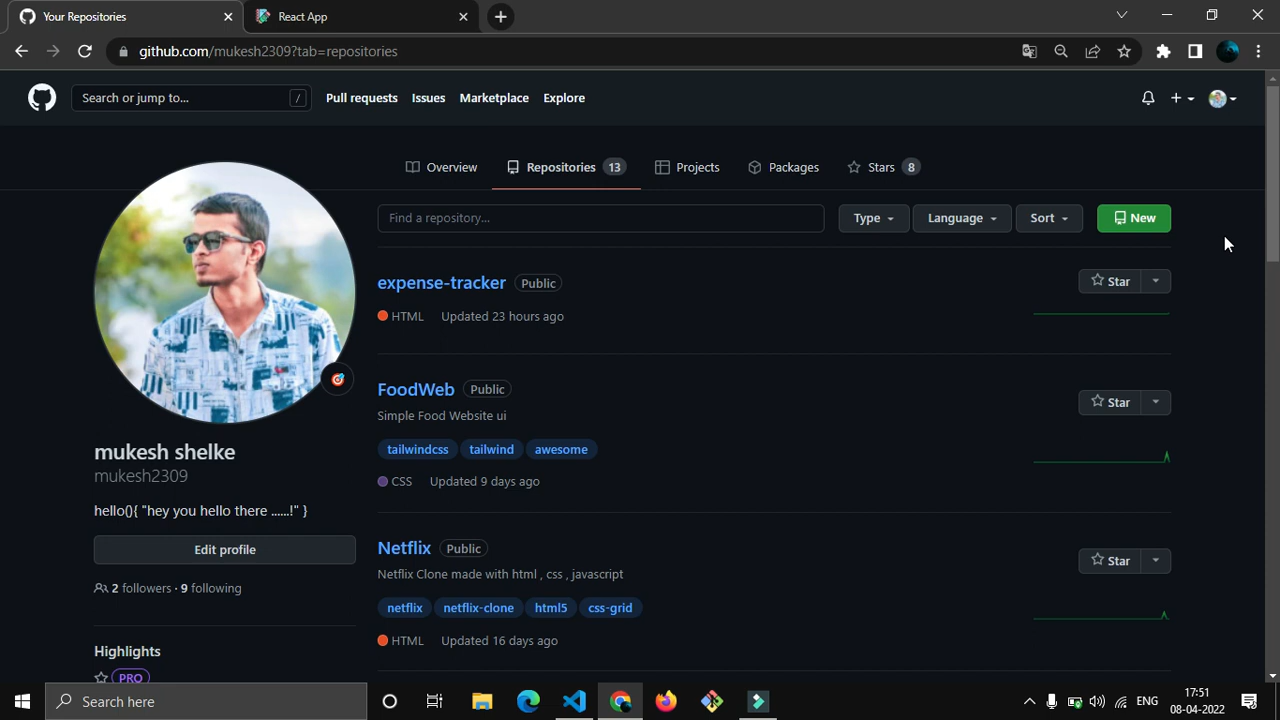 Your Repositories
React App
github.com/mukesh2309?tab=repositories
Search or jump to... /
Pull requests Issues Marketplace Explore
Overview Repositories 13 Projects Packages Stars 8
Find a repository... Type Language Sort New
expense-tracker Public Star
HTML Updated 23 hours ago
FoodWeb Public Star
Simple Food Website ui
tailwindcss tailwind awesome
CSS Updated 9 days ago
mukesh shelke
mukesh2309
hello(){ "hey you hello there ......!" }
Edit profile
2 followers · 9 following
Highlights
PRO
Netflix Public Star
Netflix Clone made with html , css , javascript
netflix netflix-clone html5 css-grid
HTML Updated 16 days ago
Search here
ENG
17:51
08-04-2022